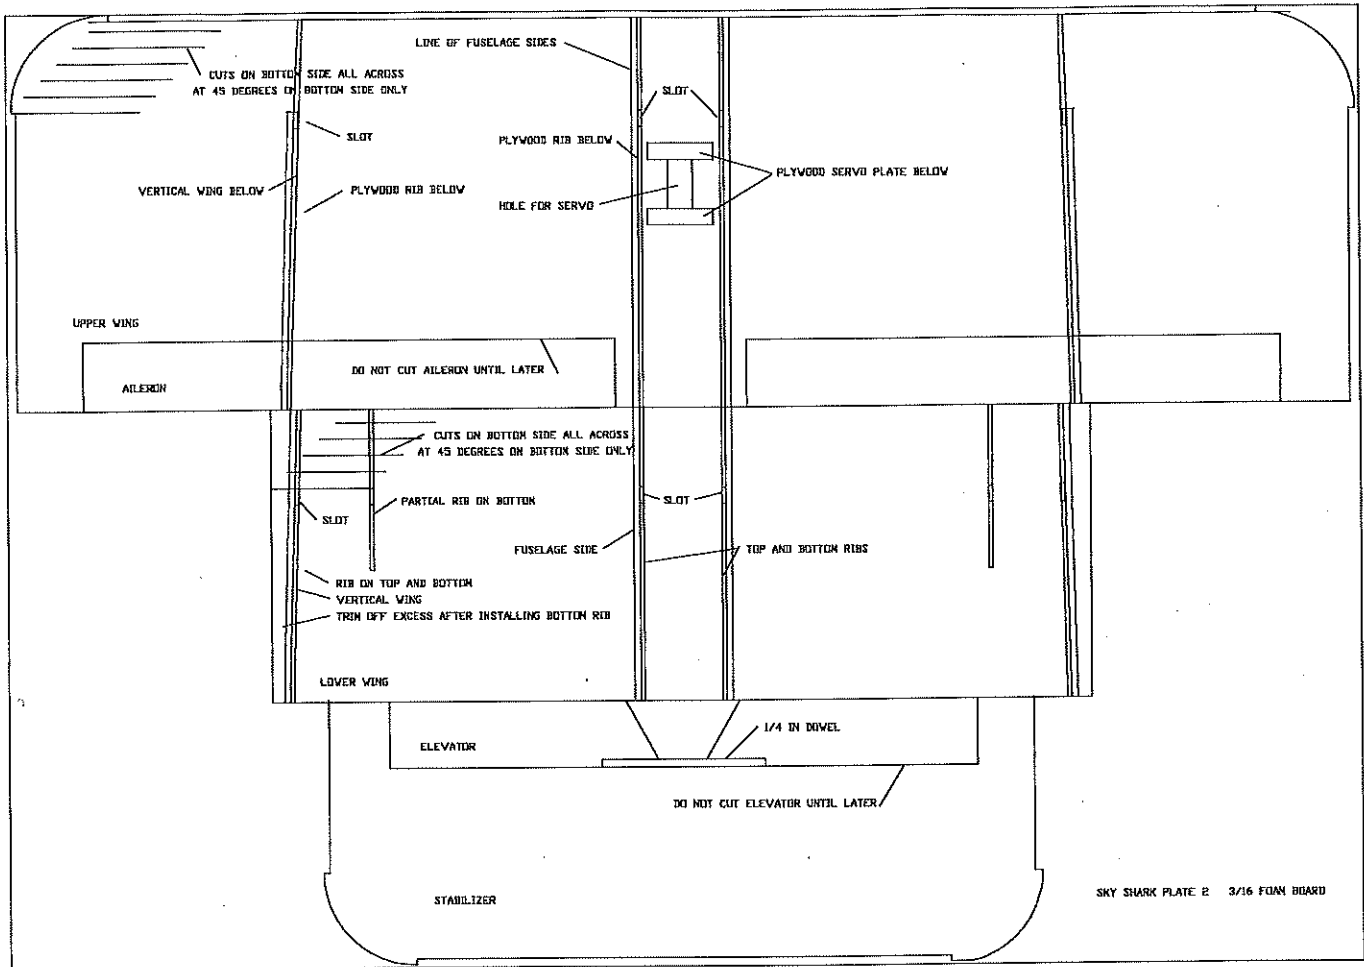 LINE OF FUSELAGE SIDES
CUTS ON BOTTOM SIDE ALL ACROSS
AT 45 DEGREES ON BOTTOM SIDE ONLY
SLOT
SLOT
PLYWOOD RIB BELOW
PLYWOOD SERVO PLATE BELOW
VERTICAL WING BELOW
PLYWOOD RIB BELOW
HOLE FOR SERVO
UPPER WING
DO NOT CUT AILERON UNTIL LATER
AILERON
CUTS ON BOTTOM SIDE ALL ACROSS
AT 45 DEGREES ON BOTTOM SIDE ONLY
PARTIAL RIB ON BOTTOM
SLOT
SLOT
FUSELAGE SIDE
TOP AND BOTTOM RIBS
RIB ON TOP AND BOTTOM
VERTICAL WING
TRIM OFF EXCESS AFTER INSTALLING BOTTOM RIB
LOWER WING
1/4 IN DOWEL
ELEVATOR
DO NOT CUT ELEVATOR UNTIL LATER
STABILIZER
SKY SHARK PLATE 2 3/16 FOAM BOARD